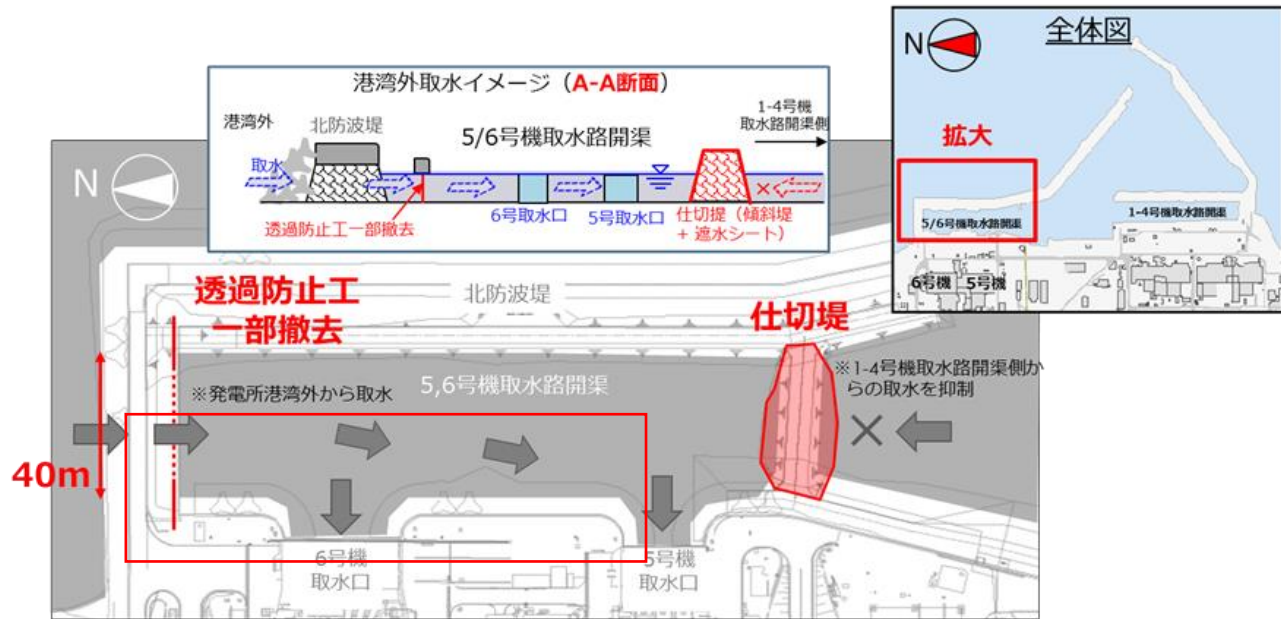 港湾外取水イメージ（A-A断面）
港湾外
北防波堤
5/6号機取水路開渠
1-4号機
取水路開渠側
取水
透過防止工一部撤去
6号取水口
5号取水口
仕切提（傾斜堤
+ 遮水シート）
N
全体図
拡大
5/6号機取水路開渠
1-4号機取水路開渠
6号機
5号機
N
透過防止工
一部撤去
北防波堤
仕切堤
※発電所港湾外から取水
5,6号機取水路開渠
※1-4号機取水路開渠側か
らの取水を抑制
40m
6号機
取水口
5号機
取水口